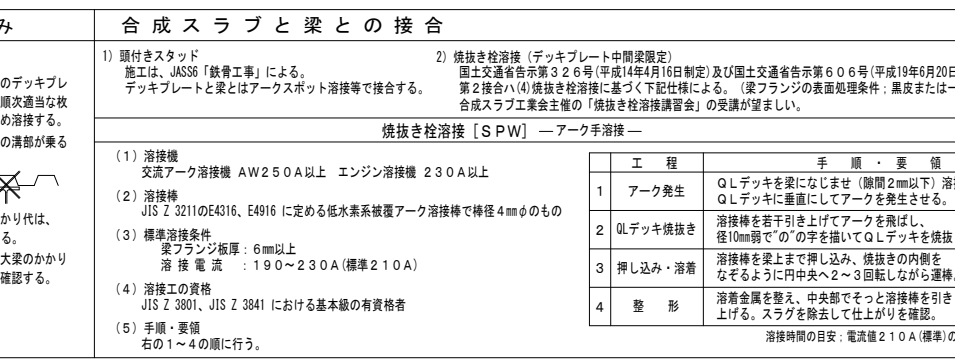 み
のデッキプレ
順次適当な枚
め溶接する。
の溝部が乗る
かり代は、
る。
大梁のかかり
確認する。
合成スラブと梁との接合
1) 頭付きスタッド
施工は、JASS6「鉄骨工事」による。
デッキプレートと梁とはアークスポット溶接等で接合する。
2) 焼抜き栓溶接（デッキプレート中間梁限定）
国土交通省告示第３２６号(平成14年4月16日制定)及び国土交通省告示第６０６号(平成19年6月20日
第２接合ハ(4)焼抜き栓溶接に基づく下記仕様による。（梁フランジの表面処理条件；黒皮または一
合成スラブ工業会主催の「焼抜き栓溶接講習会」の受講が望ましい。
焼抜き栓溶接［ＳＰＷ］ ―アーク手溶接―
(1) 溶接機
交流アーク溶接機 ＡＷ２５０Ａ以上　エンジン溶接機 ２３０Ａ以上
(2) 溶接棒
JIS Z 3211のE4316、E4916 に定める低水素系被覆アーク溶接棒で棒径４㎜φのもの
(3) 標準溶接条件
梁フランジ板厚：6㎜以上
溶 接 電 流 ：１９０～２３０Ａ(標準２１０Ａ)
(4) 溶接工の資格
JIS Z 3801、JIS Z 3841 における基本級の有資格者
(5) 手順・要領
右の１～４の順に行う。
工　程　手　順　・　要　領
1 アーク発生 ＱＬデッキを梁になじませ（隙間２㎜以下）溶
ＱＬデッキに垂直にしてアークを発生させる。
2 QLデッキ焼抜き 溶接棒を若干引き上げてアークを飛ばし、
径10㎜弱で"の"の字を描いてＱＬデッキを焼抜
3 押し込み・溶着 溶接棒を梁上まで押し込み、焼抜きの内側を
なぞるように円中央へ２～３回転しながら運棒。
4 整　形 溶着金属を整え、中央部でそっと溶接棒を引き
上げる。スラグを除去して仕上がりを確認。
溶接時間の目安；電流値２１０Ａ(標準)の